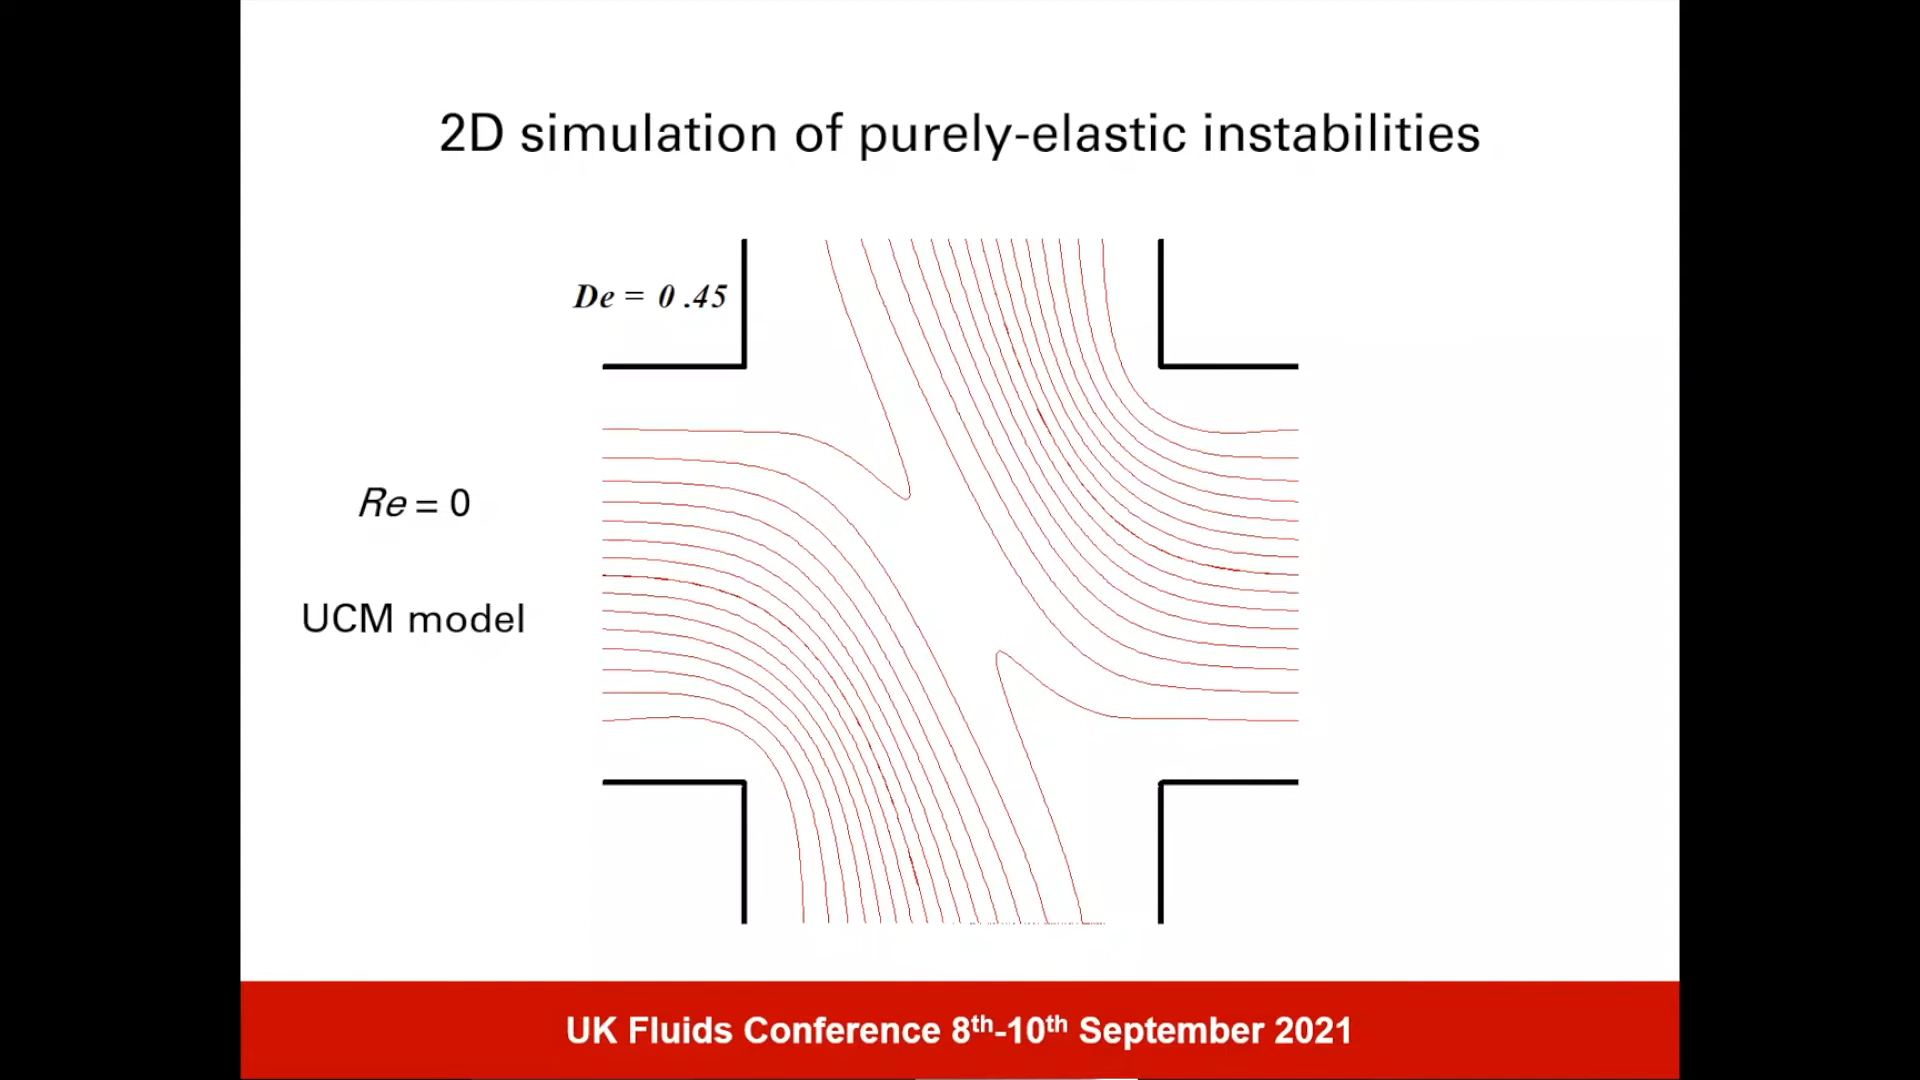 2D simulation of purely-elastic instabilities
De = 0 .45
Re = 0
UCM model
UK Fluids Conference 8th-10th September 2021